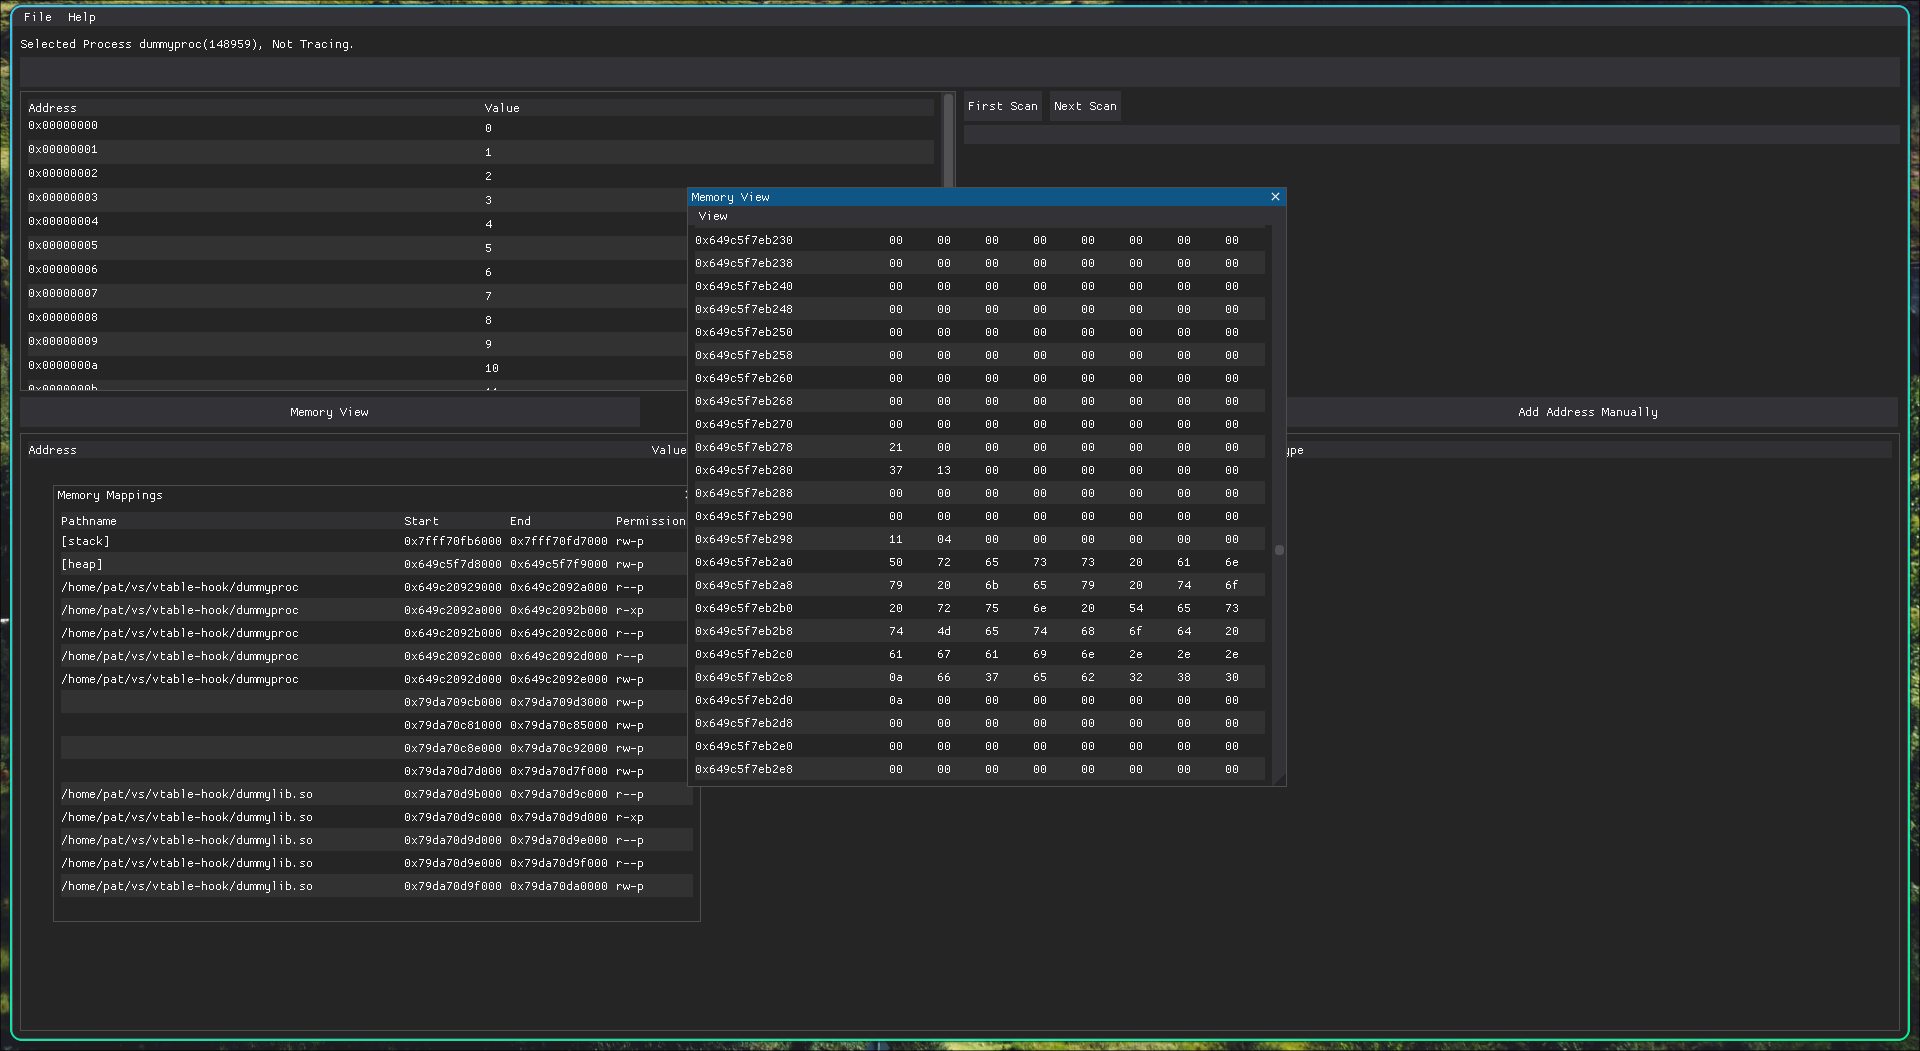 File Help
Selected Process dummyproc(148959), Not Tracing.
Address Value
0x00000000 0
0x00000001 1
0x00000002 2
0x00000003 3
0x00000004 4
0x00000005 5
0x00000006 6
0x00000007 7
0x00000008 8
0x00000009 9
0x0000000a 10
0x0000000b 11
First Scan Next Scan
Memory View
Add Address Manually
Address Value
Memory Mappings
Pathname Start End Permission
[stack] 0x7fff70fb6000 0x7fff70fd7000 rw-p
[heap] 0x649c5f7d8000 0x649c5f7f9000 rw-p
/home/pat/vs/vtable-hook/dummyproc 0x649c20929000 0x649c2092a000 r--p
/home/pat/vs/vtable-hook/dummyproc 0x649c2092a000 0x649c2092b000 r-xp
/home/pat/vs/vtable-hook/dummyproc 0x649c2092b000 0x649c2092c000 r--p
/home/pat/vs/vtable-hook/dummyproc 0x649c2092c000 0x649c2092d000 r--p
/home/pat/vs/vtable-hook/dummyproc 0x649c2092d000 0x649c2092e000 rw-p
0x79da709cb000 0x79da709d3000 rw-p
0x79da70c81000 0x79da70c85000 rw-p
0x79da70c8e000 0x79da70c92000 rw-p
0x79da70d7d000 0x79da70d7f000 rw-p
/home/pat/vs/vtable-hook/dummylib.so 0x79da70d9b000 0x79da70d9c000 r--p
/home/pat/vs/vtable-hook/dummylib.so 0x79da70d9c000 0x79da70d9d000 r-xp
/home/pat/vs/vtable-hook/dummylib.so 0x79da70d9d000 0x79da70d9e000 r--p
/home/pat/vs/vtable-hook/dummylib.so 0x79da70d9e000 0x79da70d9f000 r--p
/home/pat/vs/vtable-hook/dummylib.so 0x79da70d9f000 0x79da70da0000 rw-p
Memory View
View
0x649c5f7eb230 00 00 00 00 00 00 00 00
0x649c5f7eb238 00 00 00 00 00 00 00 00
0x649c5f7eb240 00 00 00 00 00 00 00 00
0x649c5f7eb248 00 00 00 00 00 00 00 00
0x649c5f7eb250 00 00 00 00 00 00 00 00
0x649c5f7eb258 00 00 00 00 00 00 00 00
0x649c5f7eb260 00 00 00 00 00 00 00 00
0x649c5f7eb268 00 00 00 00 00 00 00 00
0x649c5f7eb270 00 00 00 00 00 00 00 00
0x649c5f7eb278 21 00 00 00 00 00 00 00
0x649c5f7eb280 37 13 00 00 00 00 00 00
0x649c5f7eb288 00 00 00 00 00 00 00 00
0x649c5f7eb290 00 00 00 00 00 00 00 00
0x649c5f7eb298 11 04 00 00 00 00 00 00
0x649c5f7eb2a0 50 72 65 73 73 20 61 6e
0x649c5f7eb2a8 79 20 6b 65 79 20 74 6f
0x649c5f7eb2b0 20 72 75 6e 20 54 65 73
0x649c5f7eb2b8 74 4d 65 74 68 6f 64 20
0x649c5f7eb2c0 61 67 61 69 6e 2e 2e 2e
0x649c5f7eb2c8 0a 66 37 65 62 32 38 30
0x649c5f7eb2d0 0a 00 00 00 00 00 00 00
0x649c5f7eb2d8 00 00 00 00 00 00 00 00
0x649c5f7eb2e0 00 00 00 00 00 00 00 00
0x649c5f7eb2e8 00 00 00 00 00 00 00 00